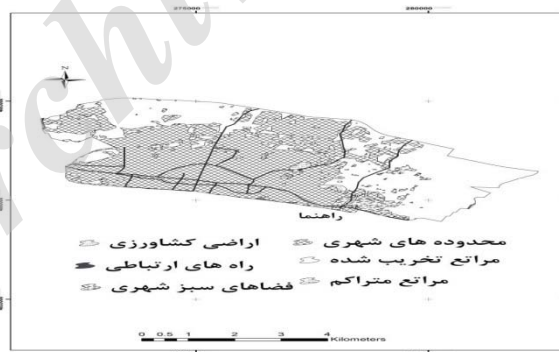 275000 280000
N
راهنما
محدوده های شهری اراضی کشاورزی
مراتع تخریب شده راه های ارتباطی
مراتع متراکم فضاهای سبز شهری
0 0.5 1 2 3 4 Kilometers